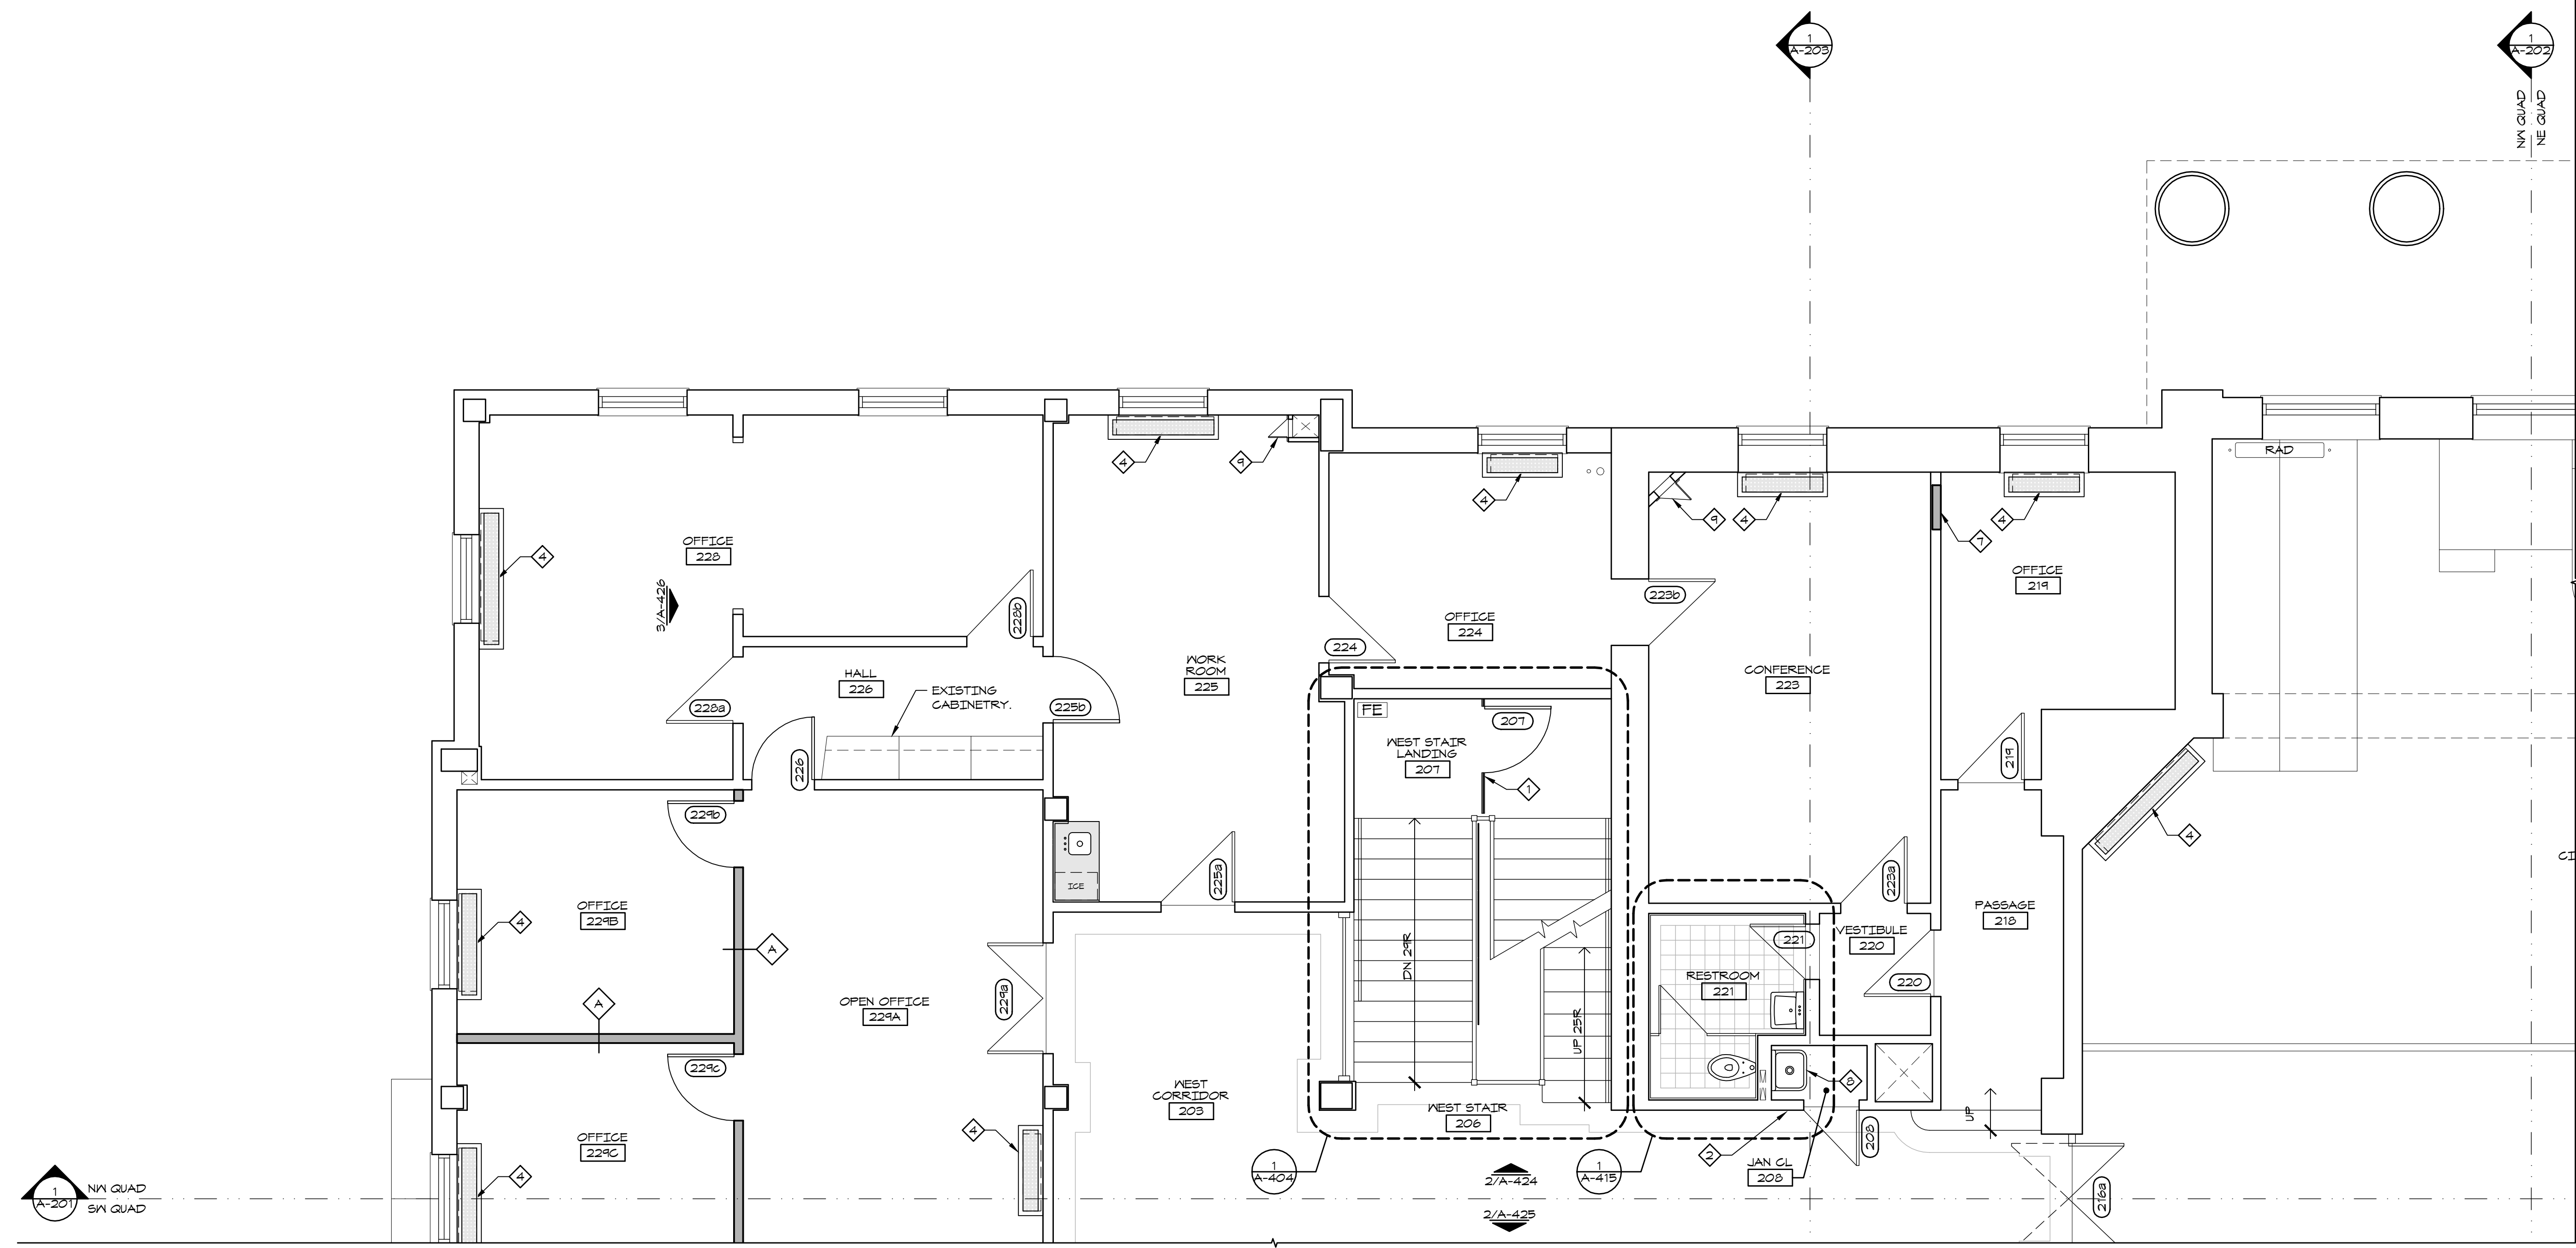 1
A-203
1
A-202
NW QUAD
NE QUAD
RAD
4
9
4
9
4
4
7
OFFICE
228
4
3/A-426
OFFICE
219
223b
228b
OFFICE
224
224
WORK
ROOM
225
HALL
226
EXISTING
CABINETRY.
CONFERENCE
223
228a
225b
FE
207
WEST STAIR
LANDING
207
1
226
219
229b
4
ICE
225a
223a
OFFICE
229B
4
A
PASSAGE
218
DN 29R
221
VESTIBULE
220
RESTROOM
221
220
A
OPEN OFFICE
229A
229a
UP 25R
229c
8
WEST
CORRIDOR
203
WEST STAIR
206
UP
4
OFFICE
229C
208
2
1
A-404
1
A-415
JAN CL
208
4
2/A-424
1
A-201
NW QUAD
SW QUAD
216a
2/A-425